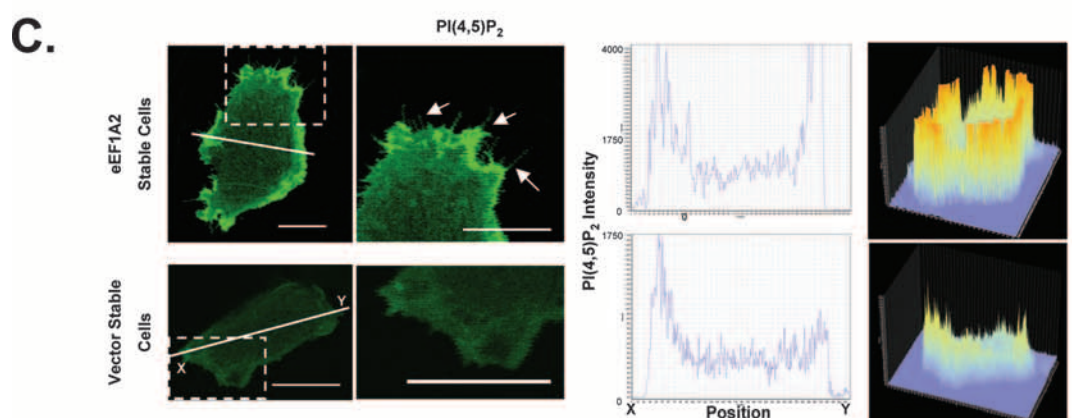 C.
PI(4,5)P2
eEF1A2
Stable Cells
Vector Stable
Cells
X
Y
PI(4,5)P2 Intensity
4000
1750
0
0
1750
0
X
Position
Y